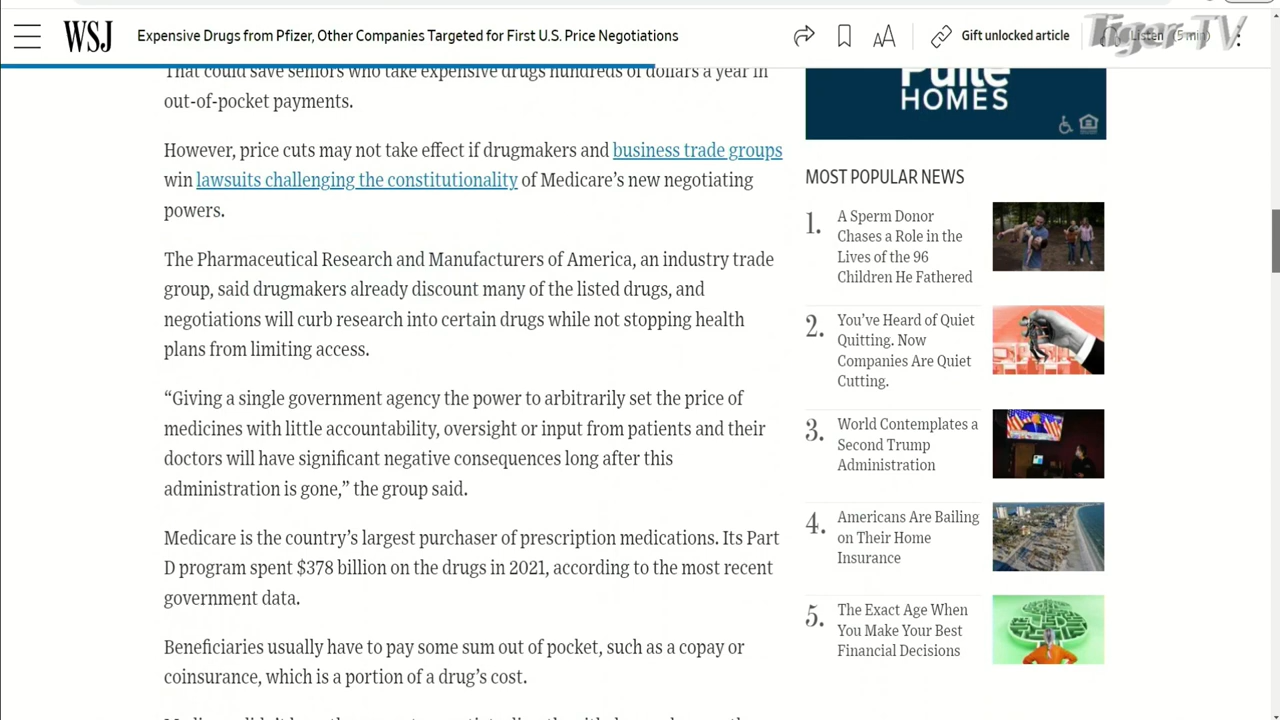 WSJ
Expensive Drugs from Pfizer, Other Companies Targeted for First U.S. Price Negotiations
AA
Gift unlocked article
Listen (5 min)
Tiger TV
That could save seniors who take expensive drugs hundreds of dollars a year in
out-of-pocket payments.
However, price cuts may not take effect if drugmakers and business trade groups
win lawsuits challenging the constitutionality of Medicare’s new negotiating
powers.
The Pharmaceutical Research and Manufacturers of America, an industry trade
group, said drugmakers already discount many of the listed drugs, and
negotiations will curb research into certain drugs while not stopping health
plans from limiting access.
“Giving a single government agency the power to arbitrarily set the price of
medicines with little accountability, oversight or input from patients and their
doctors will have significant negative consequences long after this
administration is gone,” the group said.
Medicare is the country’s largest purchaser of prescription medications. Its Part
D program spent $378 billion on the drugs in 2021, according to the most recent
government data.
Beneficiaries usually have to pay some sum out of pocket, such as a copay or
coinsurance, which is a portion of a drug’s cost.
Pulte
HOMES
MOST POPULAR NEWS
1.
A Sperm Donor
Chases a Role in the
Lives of the 96
Children He Fathered
2.
You’ve Heard of Quiet
Quitting. Now
Companies Are Quiet
Cutting.
3.
World Contemplates a
Second Trump
Administration
4.
Americans Are Bailing
on Their Home
Insurance
5.
The Exact Age When
You Make Your Best
Financial Decisions